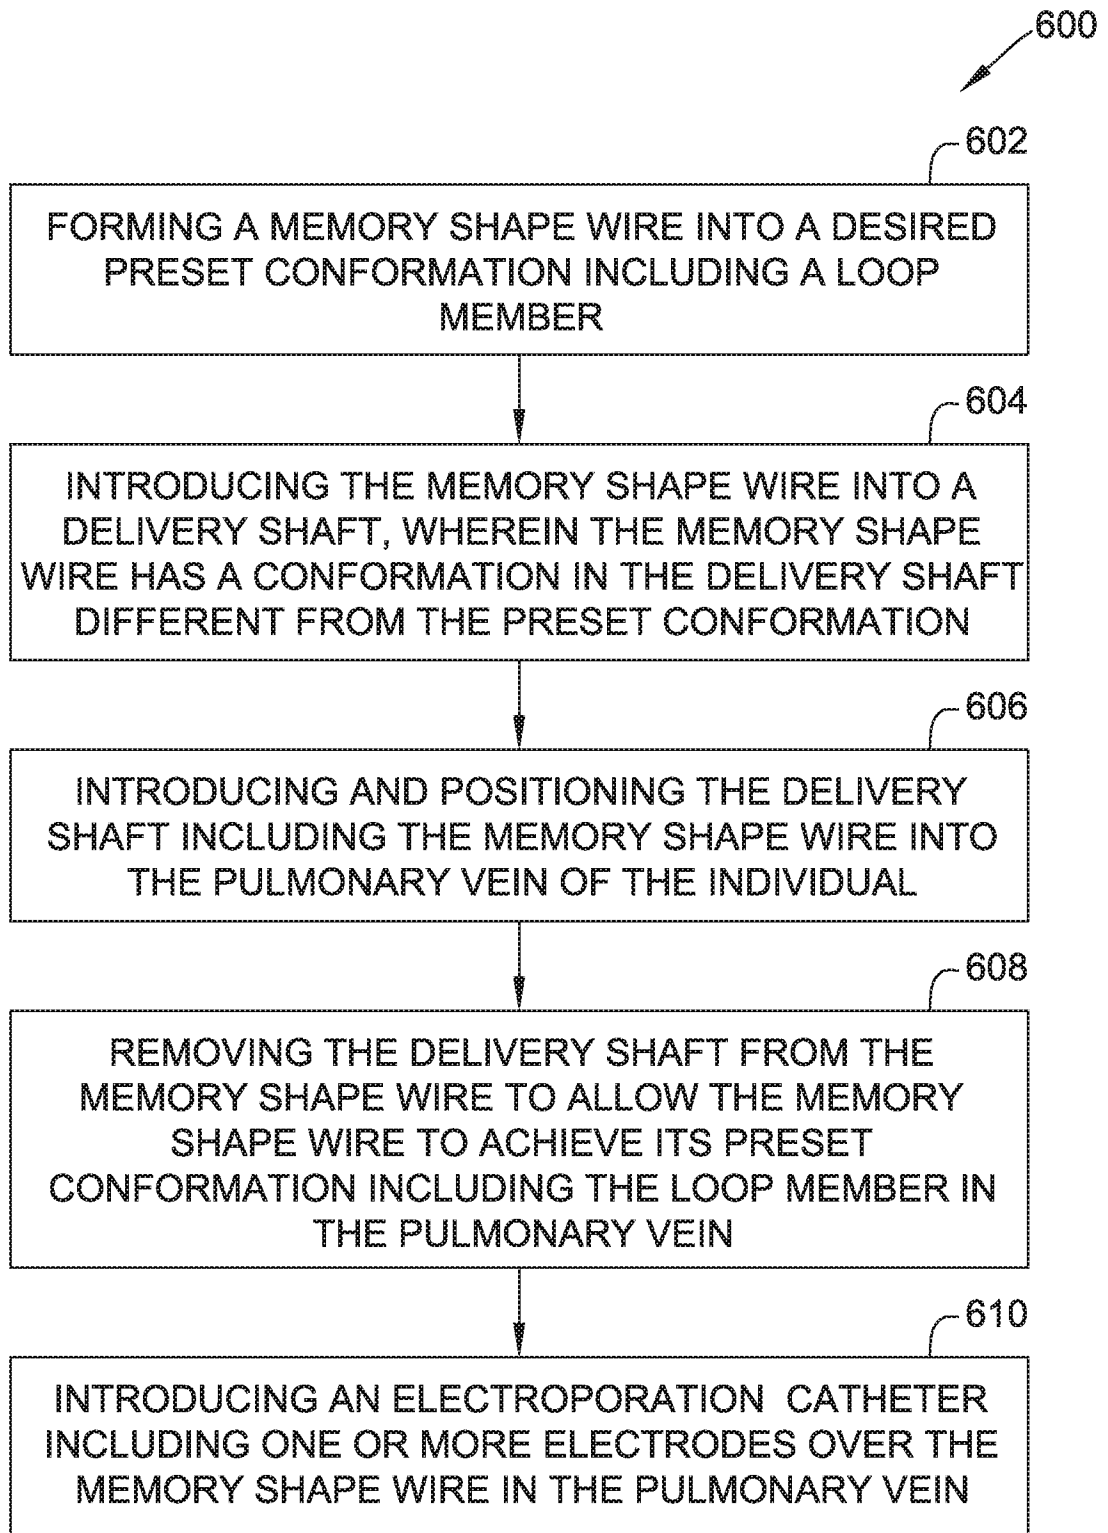 600
602
FORMING A MEMORY SHAPE WIRE INTO A DESIRED
PRESET CONFORMATION INCLUDING A LOOP
MEMBER
604
INTRODUCING THE MEMORY SHAPE WIRE INTO A
DELIVERY SHAFT, WHEREIN THE MEMORY SHAPE
WIRE HAS A CONFORMATION IN THE DELIVERY SHAFT
DIFFERENT FROM THE PRESET CONFORMATION
606
INTRODUCING AND POSITIONING THE DELIVERY
SHAFT INCLUDING THE MEMORY SHAPE WIRE INTO
THE PULMONARY VEIN OF THE INDIVIDUAL
608
REMOVING THE DELIVERY SHAFT FROM THE
MEMORY SHAPE WIRE TO ALLOW THE MEMORY
SHAPE WIRE TO ACHIEVE ITS PRESET
CONFORMATION INCLUDING THE LOOP MEMBER IN
THE PULMONARY VEIN
610
INTRODUCING AN ELECTROPORATION CATHETER
INCLUDING ONE OR MORE ELECTRODES OVER THE
MEMORY SHAPE WIRE IN THE PULMONARY VEIN